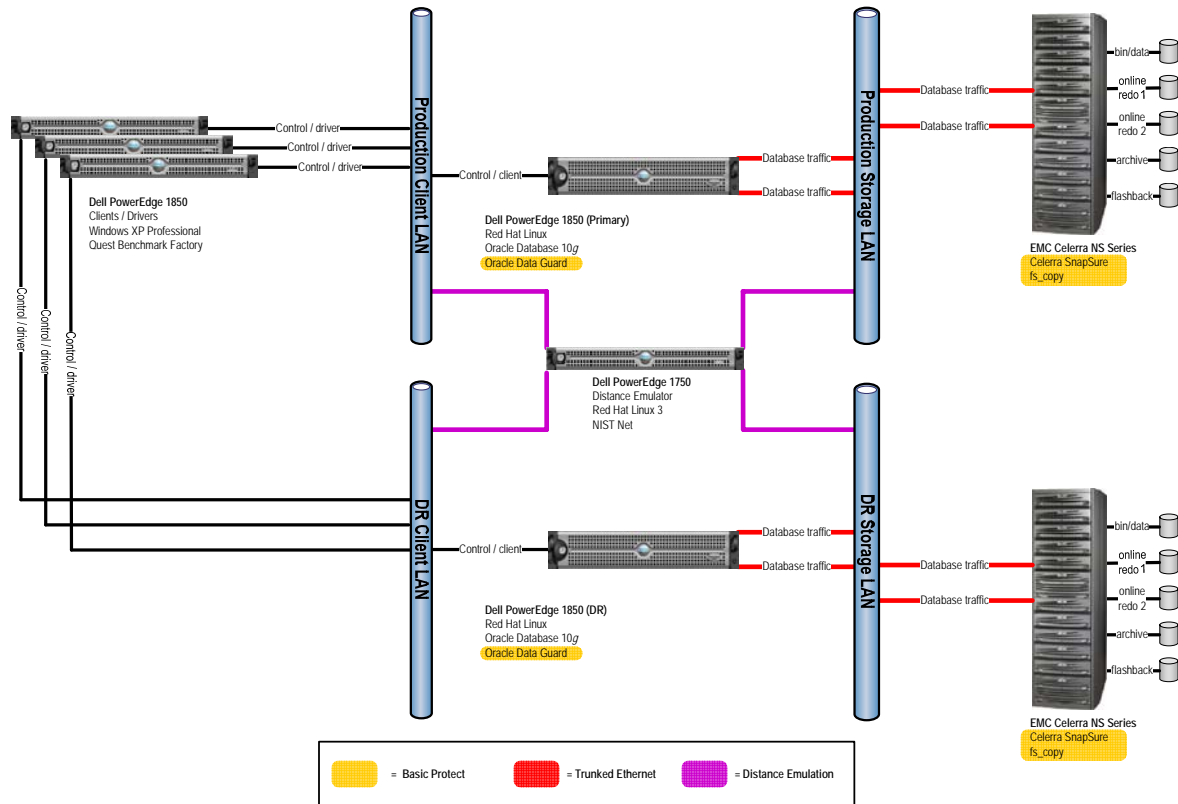 Control / driver
Control / driver
Control / driver
Dell PowerEdge 1850
Clients / Drivers
Windows XP Professional
Quest Benchmark Factory
Control / driver
Control / driver
Control / driver
Production Client LAN
Control / client
Dell PowerEdge 1850 (Primary)
Red Hat Linux
Oracle Database 10g
Oracle Data Guard
Database traffic
Database traffic
Production Storage LAN
Database traffic
Database traffic
bin/data
online
redo 1
online
redo 2
archive
flashback
EMC Celerra NS Series
Celerra SnapSure
fs_copy
Dell PowerEdge 1750
Distance Emulator
Red Hat Linux 3
NIST Net
DR Client LAN
Control / client
Dell PowerEdge 1850 (DR)
Red Hat Linux
Oracle Database 10g
Oracle Data Guard
Database traffic
Database traffic
DR Storage LAN
Database traffic
Database traffic
bin/data
online
redo 1
online
redo 2
archive
flashback
EMC Celerra NS Series
Celerra SnapSure
fs_copy
= Basic Protect
= Trunked Ethernet
= Distance Emulation